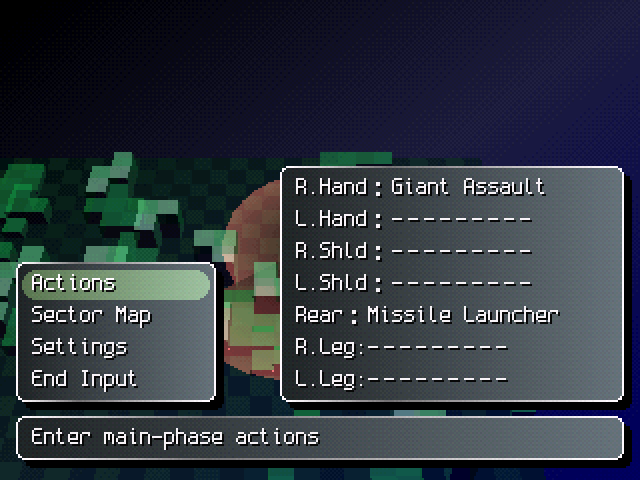 R.Hand : Giant Assault
L.Hand : ---------
R.Shld : ---------
L.Shld : ---------
Rear : Missile Launcher
R.Leg:---------
L.Leg:---------
Actions
Sector Map
Settings
End Input
Enter main-phase actions